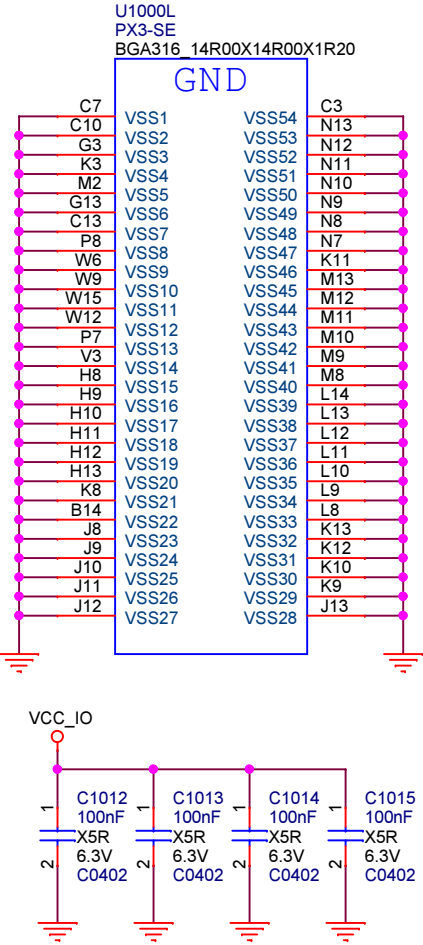 U1000L
PX3-SE
BGA316_14R00X14R00X1R20
GND
C7 VSS1 VSS54 C3
C10 VSS2 VSS53 N13
G3 VSS3 VSS52 N12
K3 VSS4 VSS51 N11
M2 VSS5 VSS50 N10
G13 VSS6 VSS49 N9
C13 VSS7 VSS48 N8
P8 VSS8 VSS47 N7
W6 VSS9 VSS46 K11
W9 VSS10 VSS45 M13
W15 VSS11 VSS44 M12
W12 VSS12 VSS43 M11
P7 VSS13 VSS42 M10
V3 VSS14 VSS41 M9
H8 VSS15 VSS40 M8
H9 VSS16 VSS39 L14
H10 VSS17 VSS38 L13
H11 VSS18 VSS37 L12
H12 VSS19 VSS36 L11
H13 VSS20 VSS35 L10
K8 VSS21 VSS34 L9
B14 VSS22 VSS33 L8
J8 VSS23 VSS32 K13
J9 VSS24 VSS31 K12
J10 VSS25 VSS30 K10
J11 VSS26 VSS29 K9
J12 VSS27 VSS28 J13
VCC_IO
1 C1012 1 C1013 1 C1014 1 C1015
100nF 100nF 100nF 100nF
X5R X5R X5R X5R
2 6.3V 2 6.3V 2 6.3V 2 6.3V
C0402 C0402 C0402 C0402